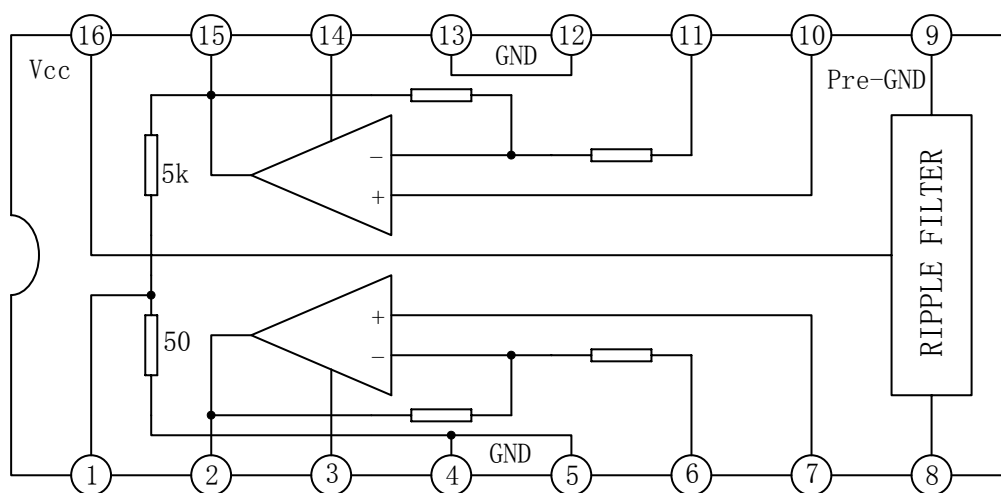 16 15 14 13 12 11 10 9
GND
Vcc
Pre-GND
−
5k
+
RIPPLE FILTER
+
50
−
GND
1 2 3 4 5 6 7 8